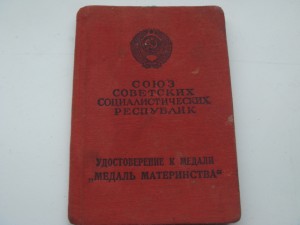 СОЮЗ
СОВЕТСКИХ
СОЦИАЛИСТИЧЕСКИХ
РЕСПУБЛИК
УДОСТОВЕРЕНИЕ К МЕДАЛИ
„МЕДАЛЬ МАТЕРИНСТВА“